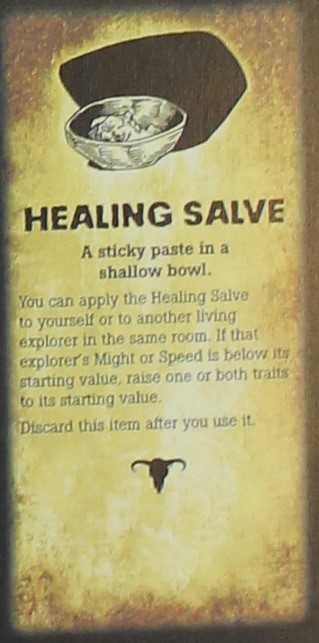 HEALING SALVE
A sticky paste in a
shallow bowl.
You can apply the Healing Salve
to yourself or to another living
explorer in the same room. If that
explorer's Might or Speed is below its
starting value, raise one or both traits
to its starting value.
Discard this item after you use it.